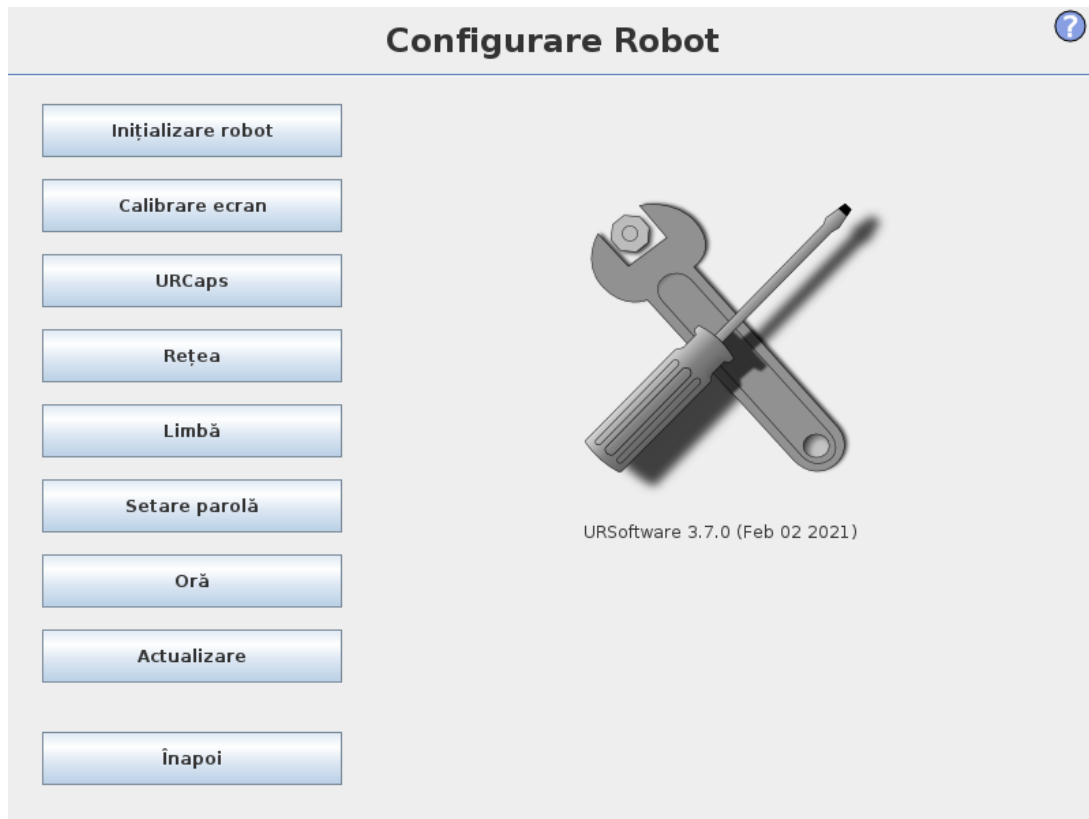 Configurare Robot
?
Inițializare robot
Calibrare ecran
URCaps
Rețea
Limbă
Setare parolă
Oră
Actualizare
Înapoi
URSoftware 3.7.0 (Feb 02 2021)